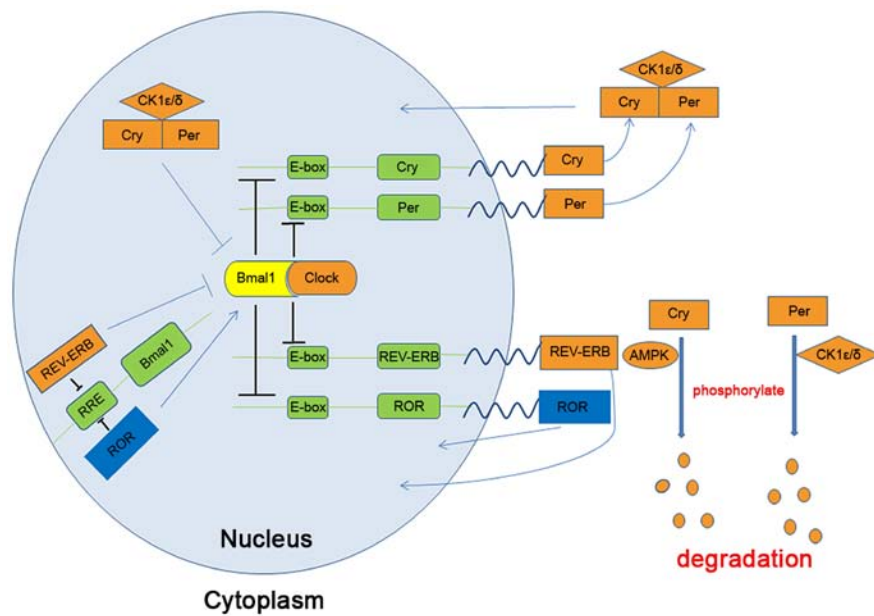 CK1ε/δ
Cry Per
CK1ε/δ
Cry Per
E-box Cry Cry
E-box Per Per
Bmal1 Clock
REV-ERB
RRE
Bmal1
ROR
E-box REV-ERB REV-ERB
E-box ROR ROR
AMPK
Cry
Per
CK1ε/δ
phosphorylate
degradation
Nucleus
Cytoplasm